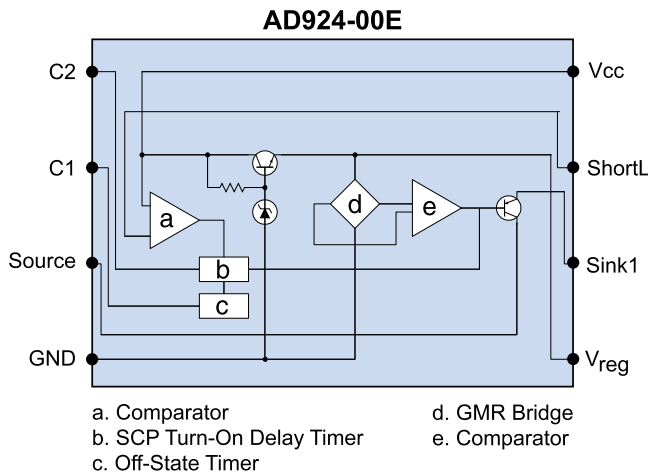 AD924-00E
C2
Vcc
C1
ShortL
a
d
e
Source
b
Sink1
c
GND
Vreg
a. Comparator
b. SCP Turn-On Delay Timer
c. Off-State Timer
d. GMR Bridge
e. Comparator